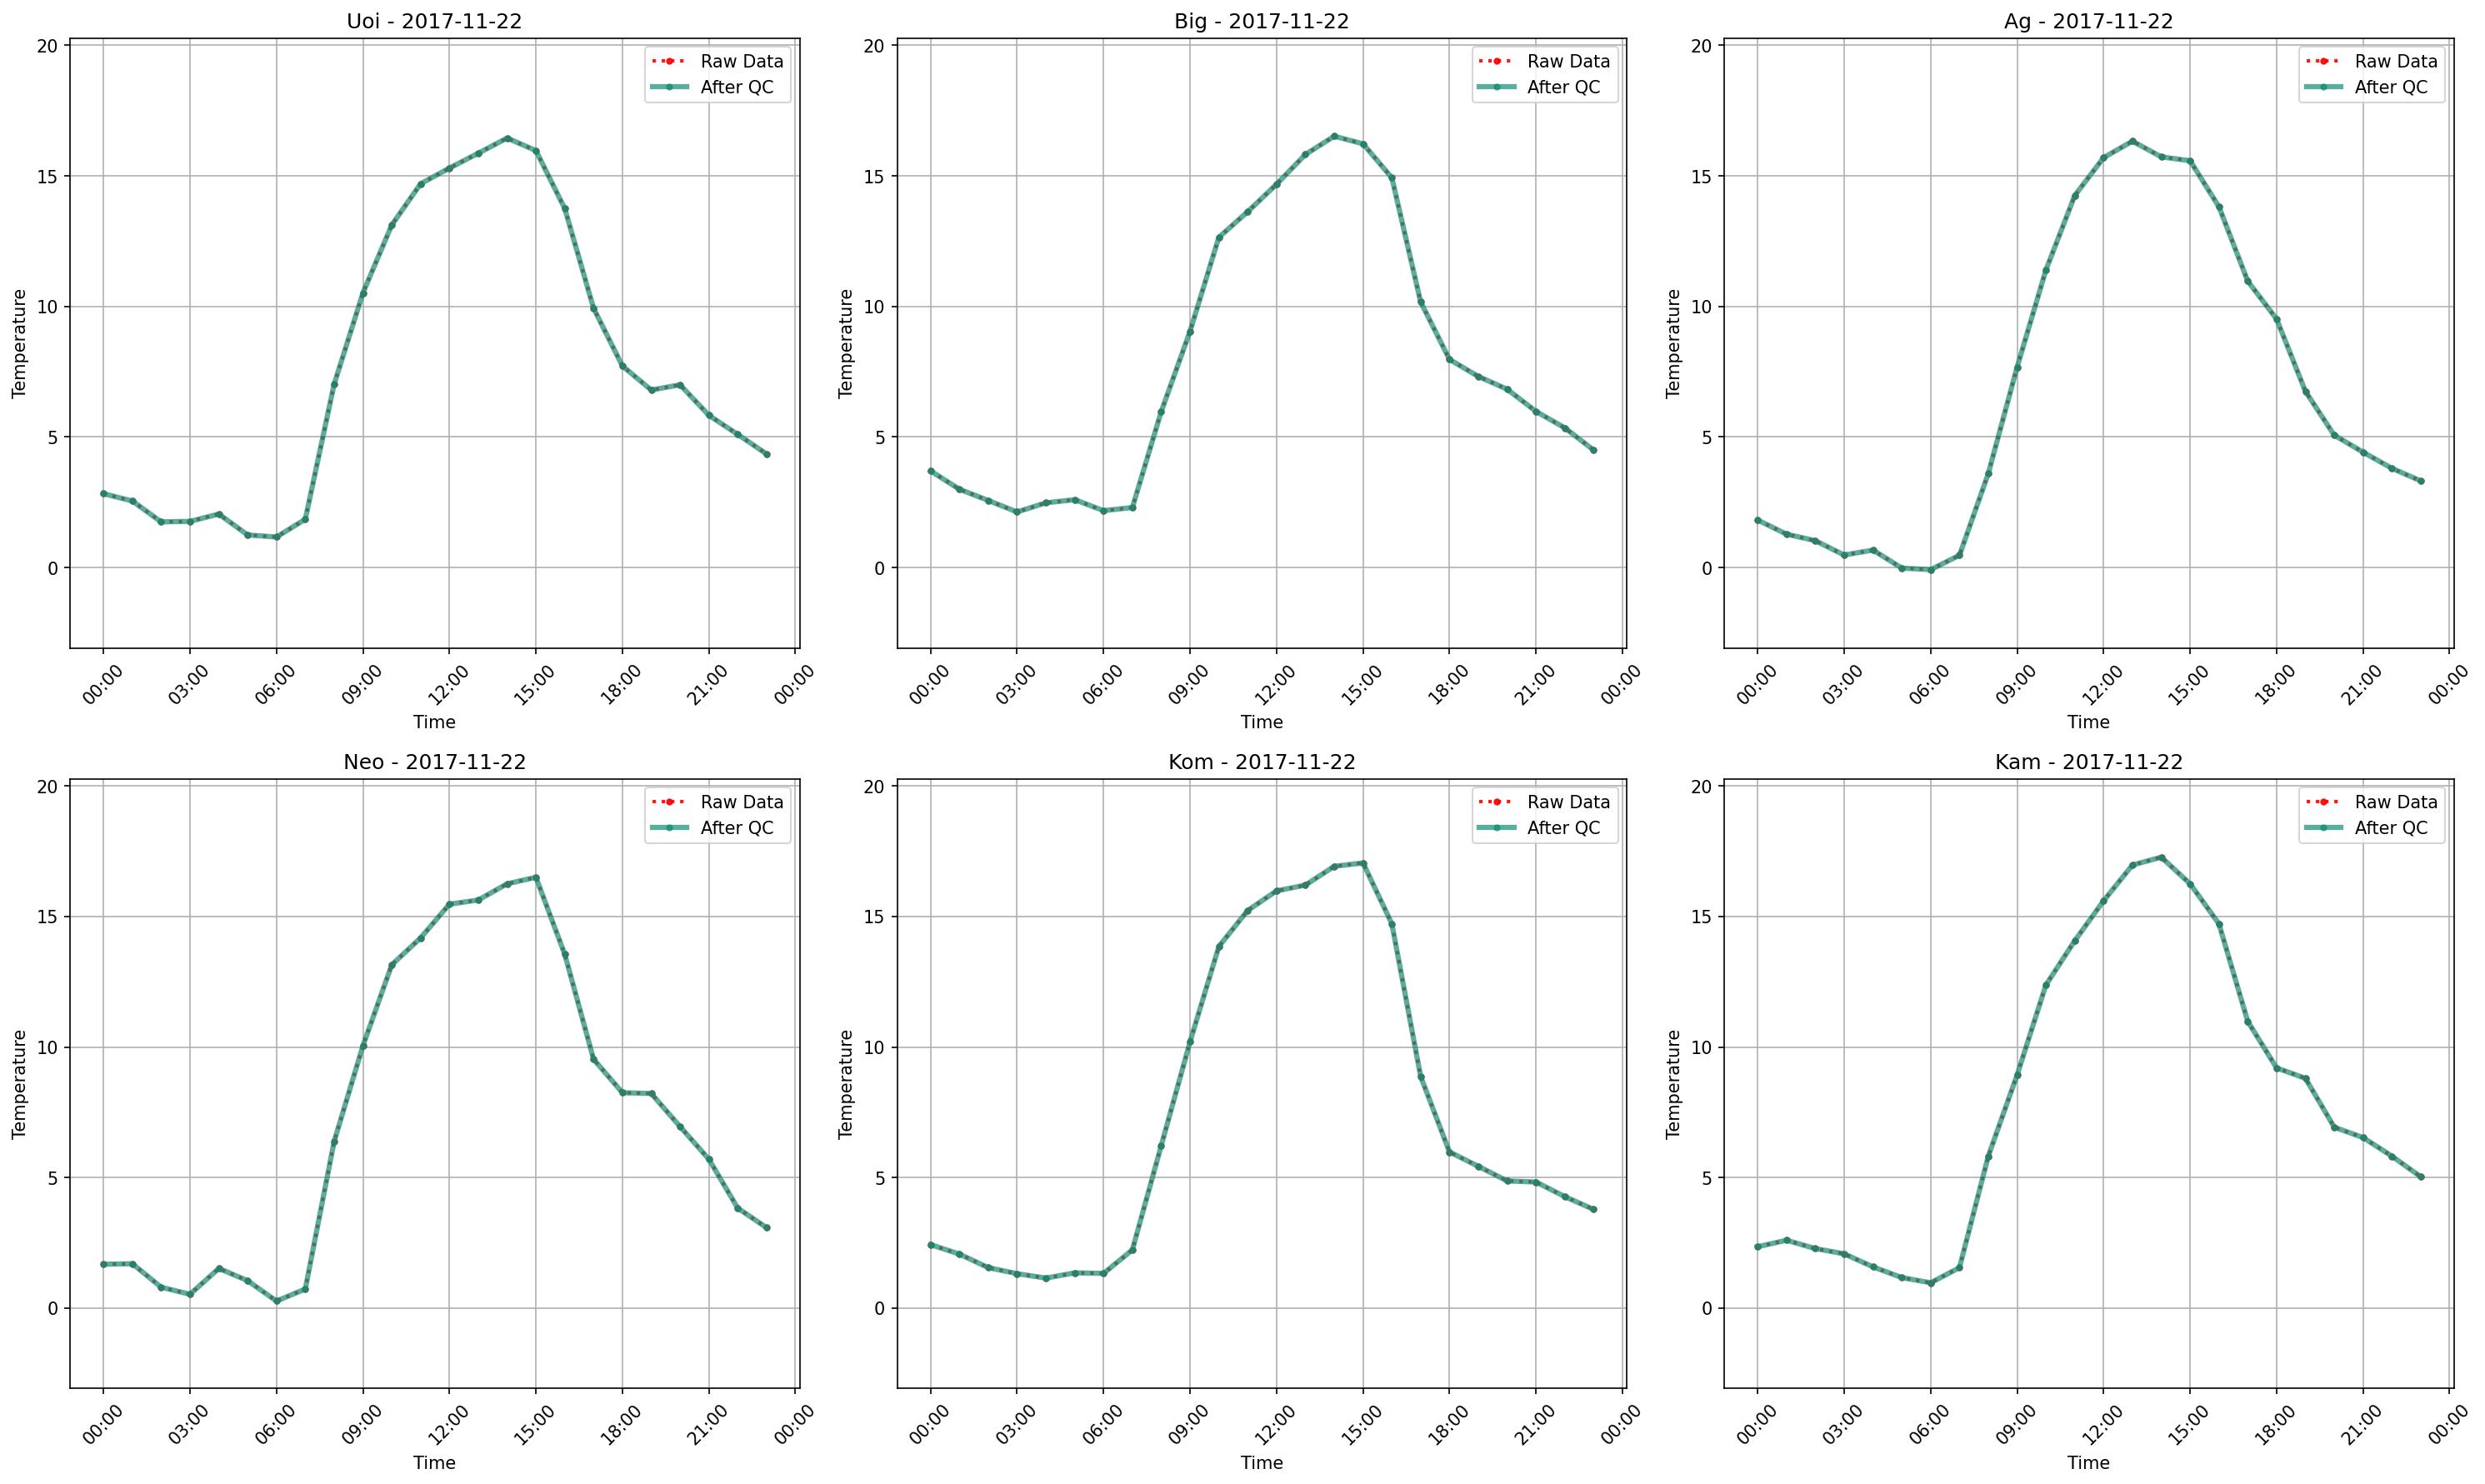 Uoi - 2017-11-22
Raw Data
After QC
Temperature
20
15
10
5
0
00:00
03:00
06:00
09:00
12:00
15:00
18:00
21:00
00:00
Time
Big - 2017-11-22
Raw Data
After QC
Temperature
20
15
10
5
0
00:00
03:00
06:00
09:00
12:00
15:00
18:00
21:00
00:00
Time
Ag - 2017-11-22
Raw Data
After QC
Temperature
20
15
10
5
0
00:00
03:00
06:00
09:00
12:00
15:00
18:00
21:00
00:00
Time
Neo - 2017-11-22
Raw Data
After QC
Temperature
20
15
10
5
0
00:00
03:00
06:00
09:00
12:00
15:00
18:00
21:00
00:00
Time
Kom - 2017-11-22
Raw Data
After QC
Temperature
20
15
10
5
0
00:00
03:00
06:00
09:00
12:00
15:00
18:00
21:00
00:00
Time
Kam - 2017-11-22
Raw Data
After QC
Temperature
20
15
10
5
0
00:00
03:00
06:00
09:00
12:00
15:00
18:00
21:00
00:00
Time